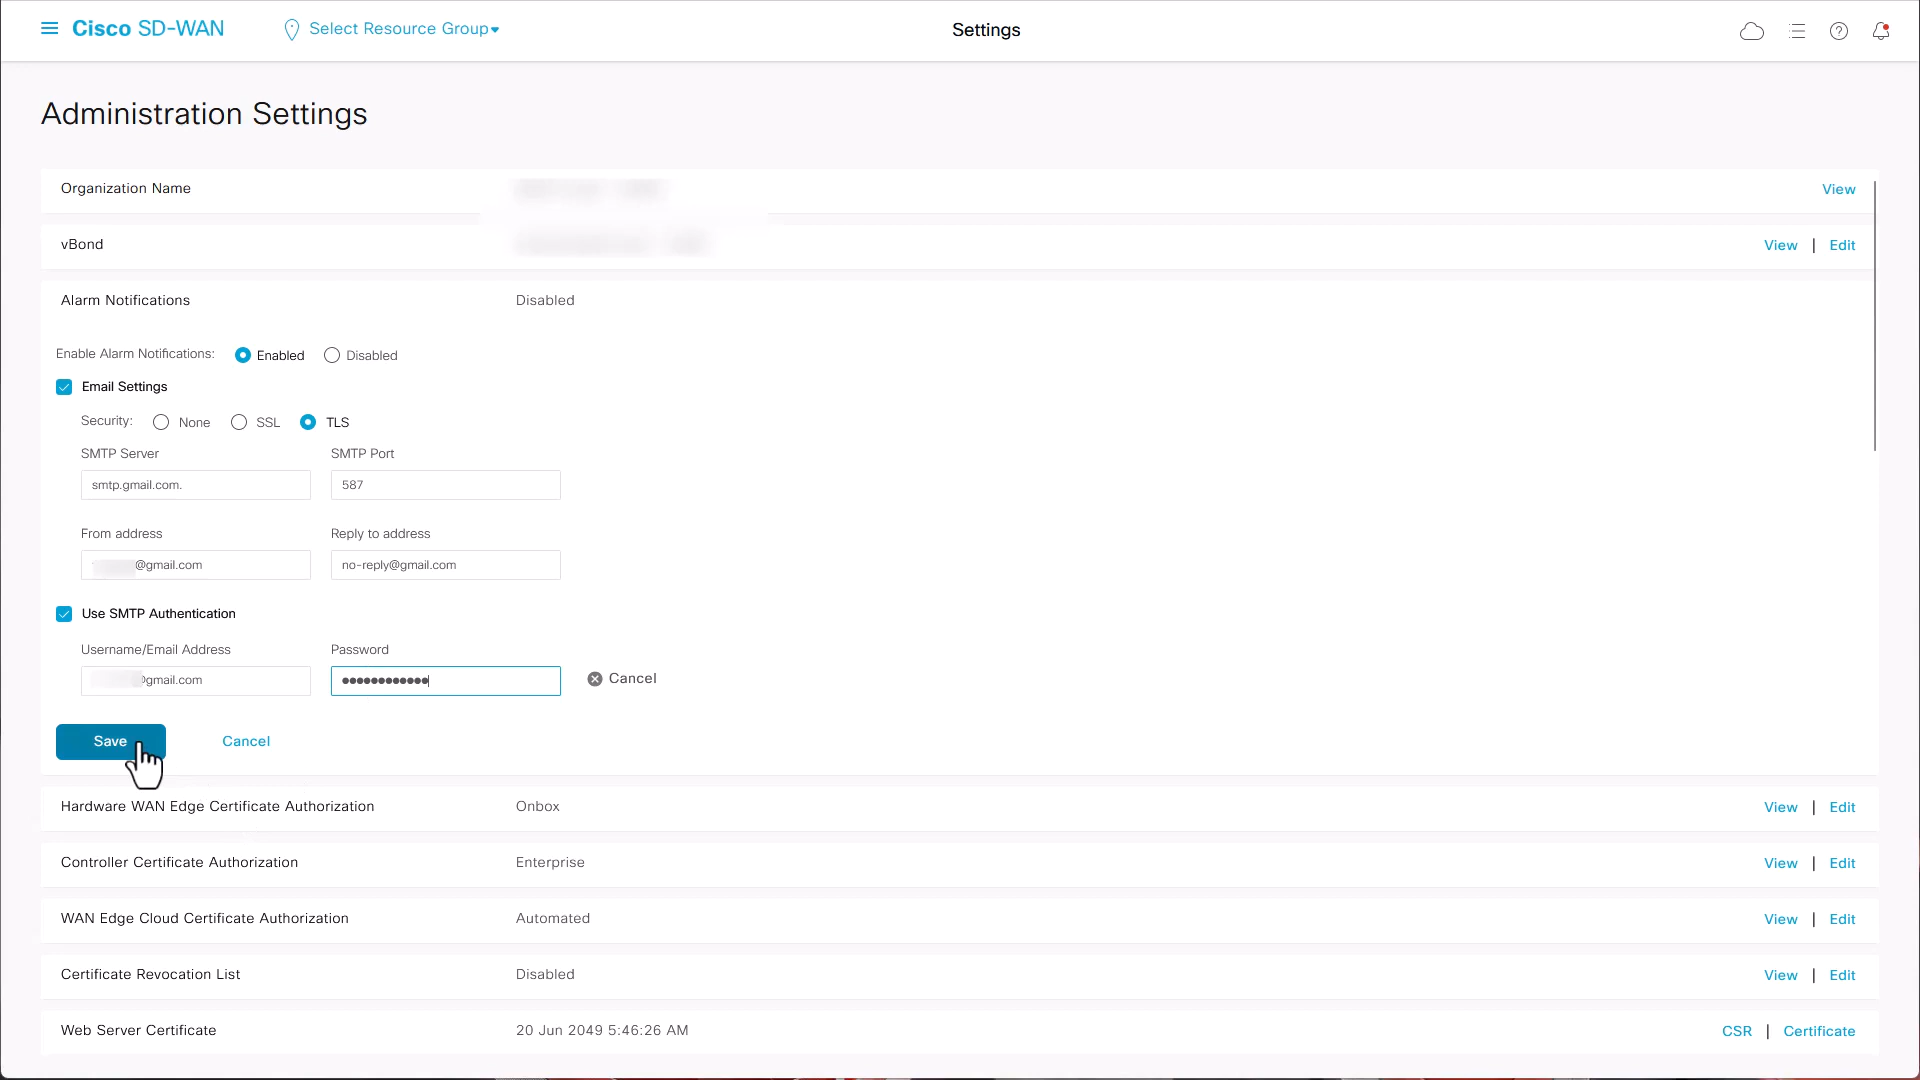 Cisco SD-WAN
Select Resource Group
Settings
Administration Settings
Organization Name View
vBond View | Edit
Alarm Notifications Disabled
Enable Alarm Notifications: Enabled Disabled
Email Settings
Security: None SSL TLS
SMTP Server SMTP Port
smtp.gmail.com. 587
From address Reply to address
@gmail.com no-reply@gmail.com
Use SMTP Authentication
Username/Email Address Password
@gmail.com ●●●●●●●●●●●● Cancel
Save Cancel
Hardware WAN Edge Certificate Authorization Onbox View | Edit
Controller Certificate Authorization Enterprise View | Edit
WAN Edge Cloud Certificate Authorization Automated View | Edit
Certificate Revocation List Disabled View | Edit
Web Server Certificate 20 Jun 2049 5:46:26 AM CSR | Certificate